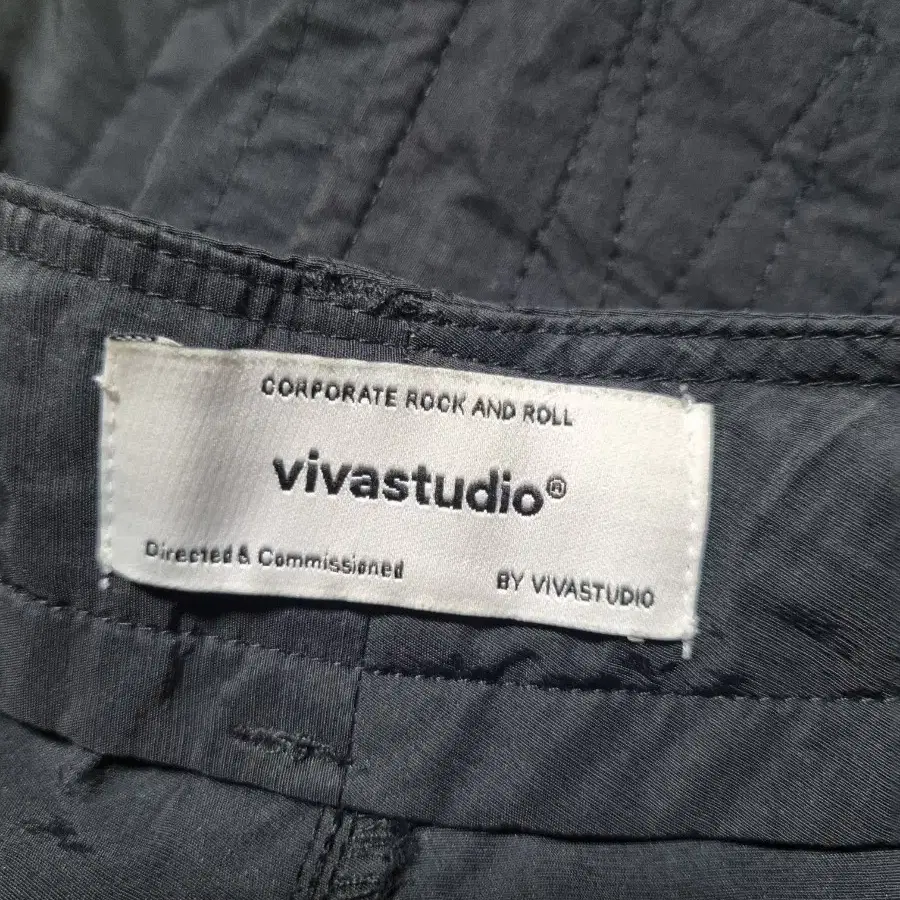 CORPORATE ROCK AND ROLL
vivastudio®
Directed & Commissioned BY VIVASTUDIO